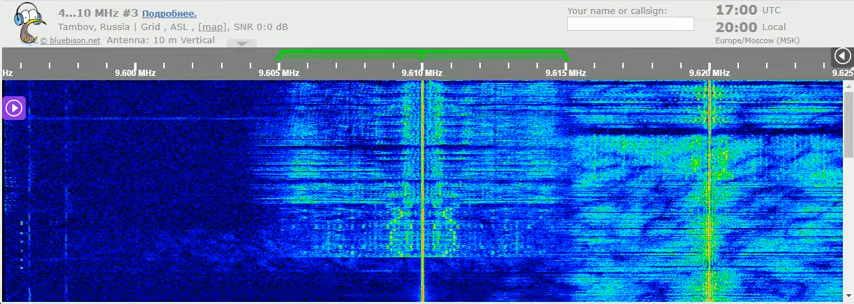 4...10 MHz #3 Подробнее.
Tambov, Russia | Grid , ASL , [map], SNR 0:0 dB
© bluebison.net Antenna: 10 m Vertical
Your name or callsign:
17:00 UTC
20:00 Local
Europe/Moscow (MSK)
Hz 9.600 MHz 9.605 MHz 9.610 MHz 9.615 MHz 9.620 MHz 9.625